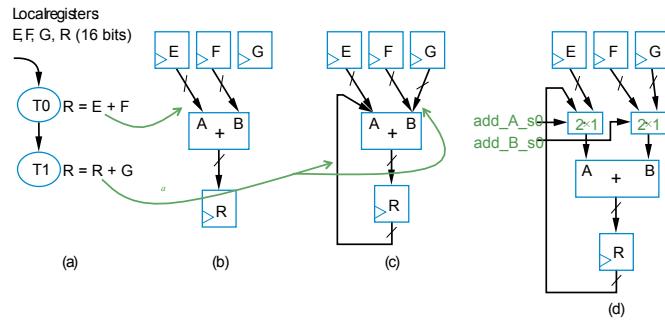 Localregisters
E,F, G, R (16 bits)
T0
R = E + F
T1
R = R + G
a
(a)
E
F
G
A
B
+
R
(b)
E
F
G
A
B
+
R
(c)
E
F
G
add_A_s0
2×1
2×1
add_B_s0
A
B
+
R
(d)